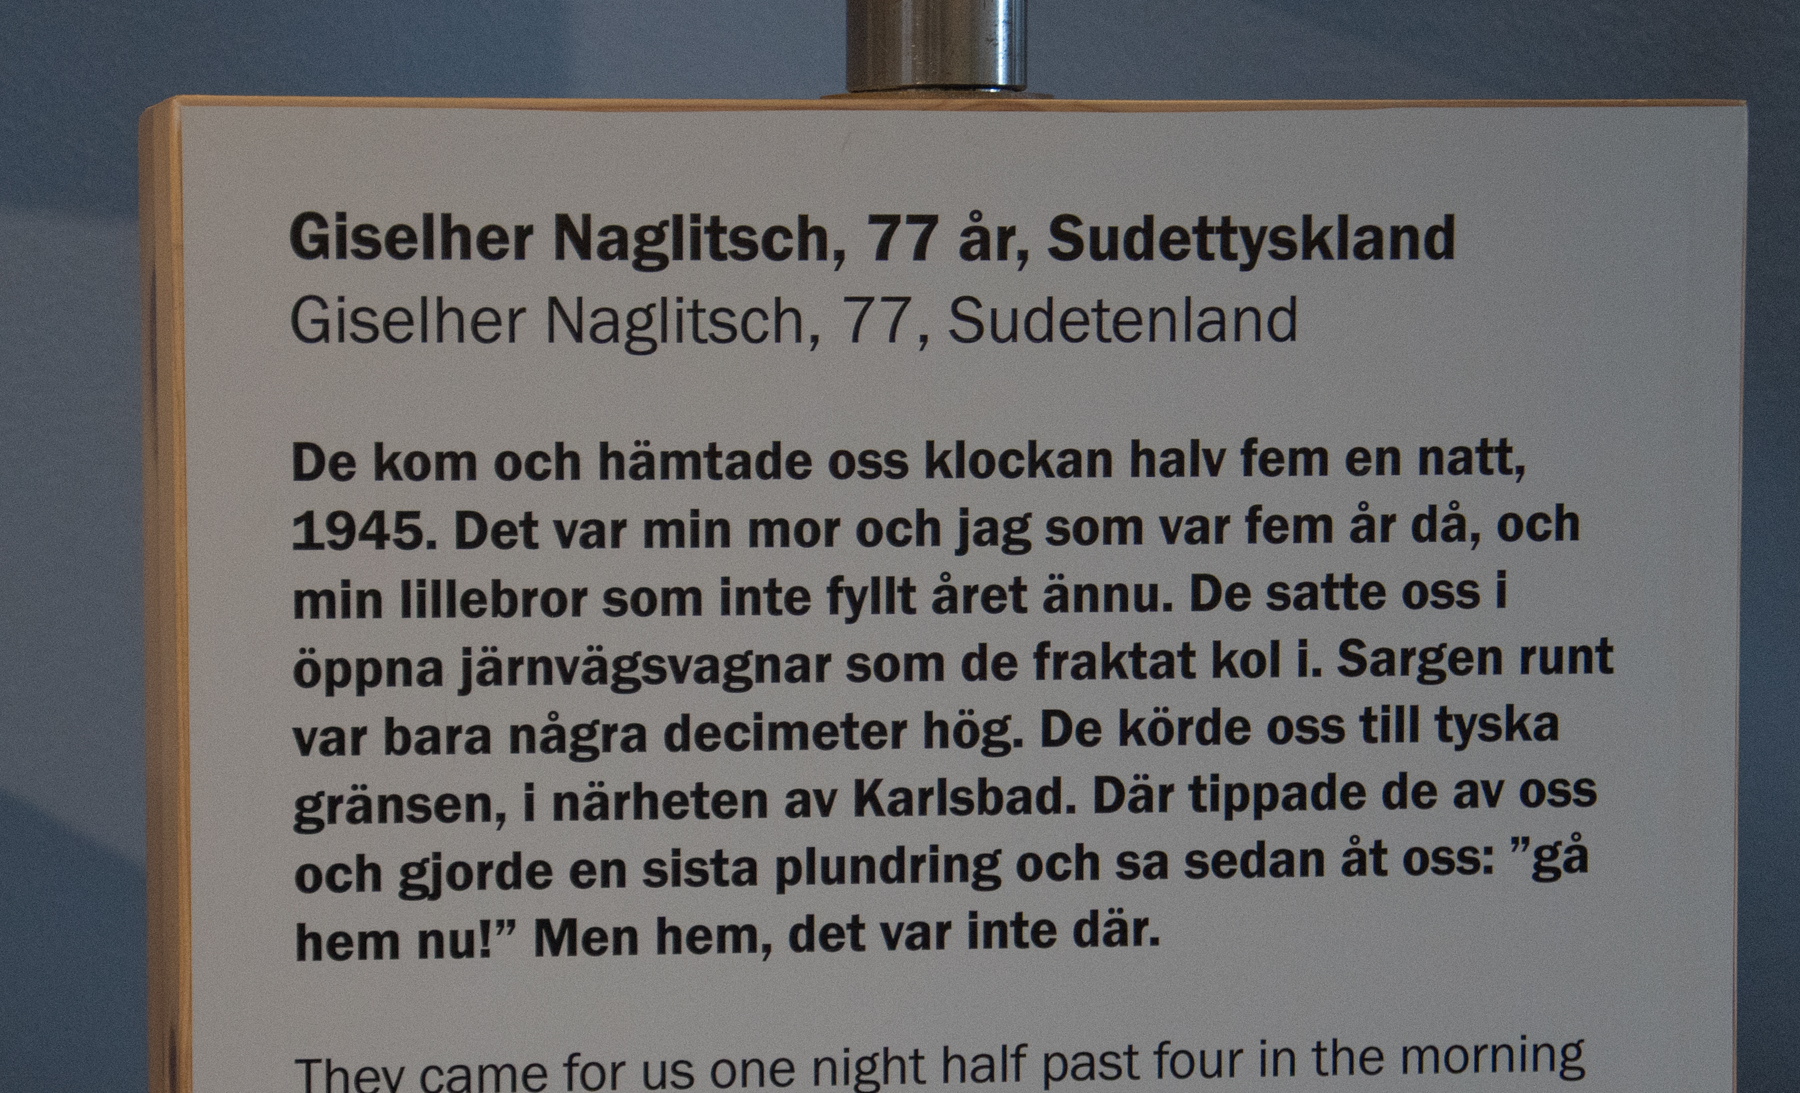 Giselher Naglitsch, 77 år, Sudettyskland
Giselher Naglitsch, 77, Sudetenland
De kom och hämtade oss klockan halv fem en natt,
1945. Det var min mor och jag som var fem år då, och
min lillebror som inte fyllt året ännu. De satte oss i
öppna järnvägsvagnar som de fraktat kol i. Sargen runt
var bara några decimeter hög. De körde oss till tyska
gränsen, i närheten av Karlsbad. Där tippade de av oss
och gjorde en sista plundring och sa sedan åt oss: ”gå
hem nu!” Men hem, det var inte där.
They came for us one night half past four in the morning